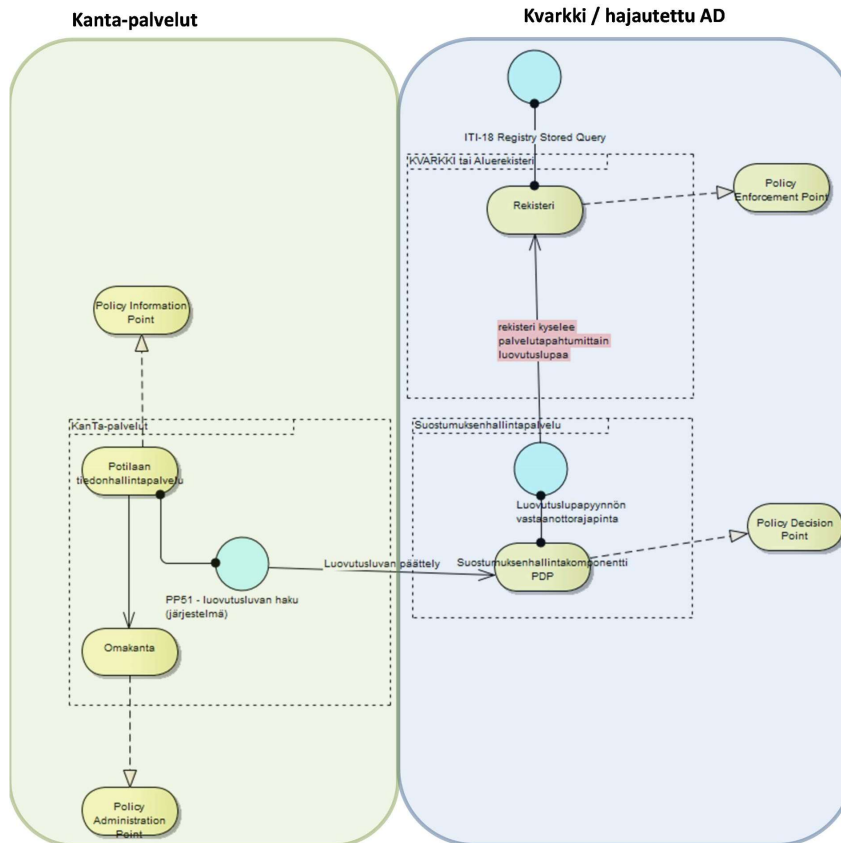 Kanta-palvelut
Kvarkki / hajautettu AD
ITI-18 Registry Stored Query
KVARKKI tai Aluerekisteri
Rekisteri
Policy
Enforcement Point
rekisteri kyselee
palvelutapahtumittain
luovutuslupaa
Policy Information
Point
KanTa-palvelut
Potilaan
tiedonhallintapalvelu
PP51 - luovutusluvan haku
(järjestelmä)
Luovutusluvan päättely
Omakanta
Policy
Administration
Point
Suostumuksenhallintapalvelu
Luovutuslupapyynnön
vastaanottorajapinta
Suostumuksenhallintakomponentti
PDP
Policy Decision
Point